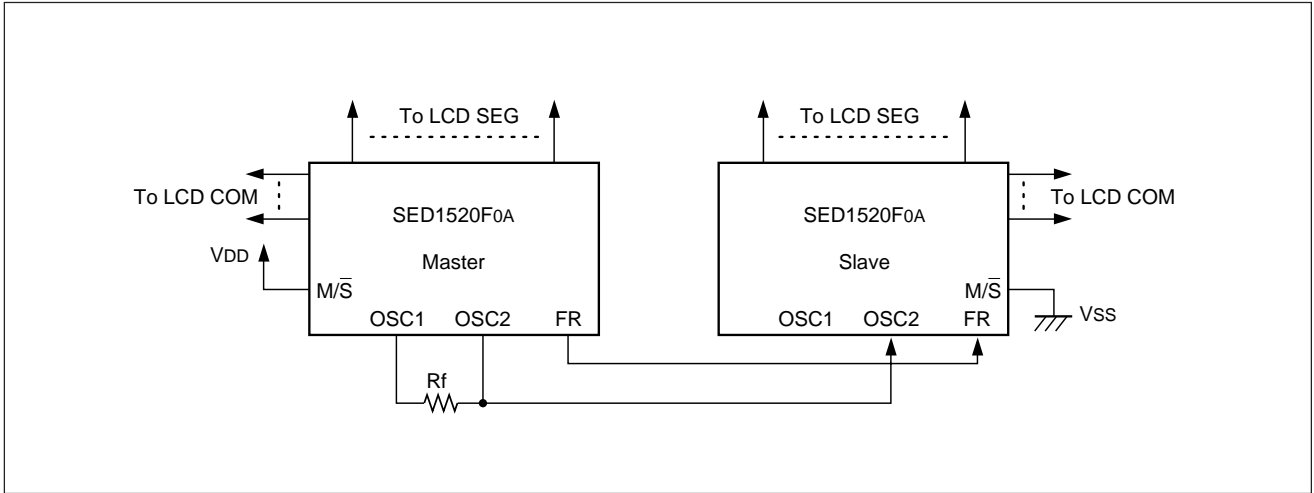 To LCD SEG
To LCD SEG
To LCD COM
SED1520F0A
SED1520F0A
To LCD COM
VDD
Master
Slave
M/S̅
M/S̅
OSC1 OSC2 FR
OSC1 OSC2 FR
VSS
Rf